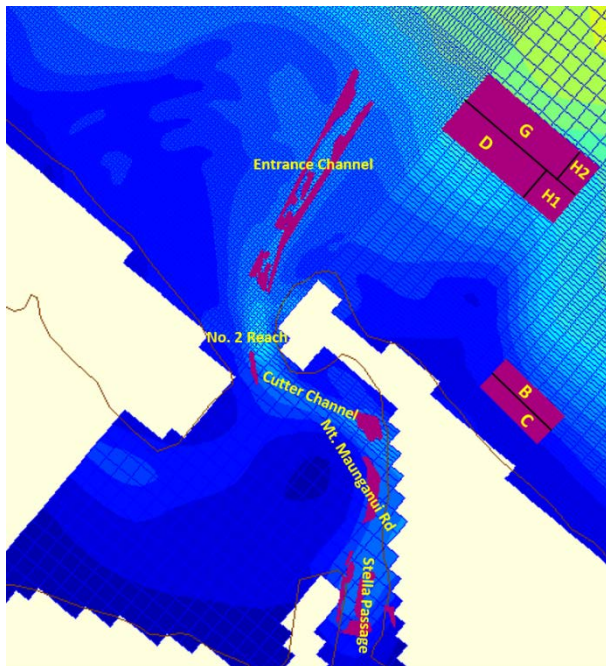 G
D
H2
H1
Entrance Channel
No. 2 Reach
Cutter Channel
B
C
Mt. Maunganui Rd
Stella Passage